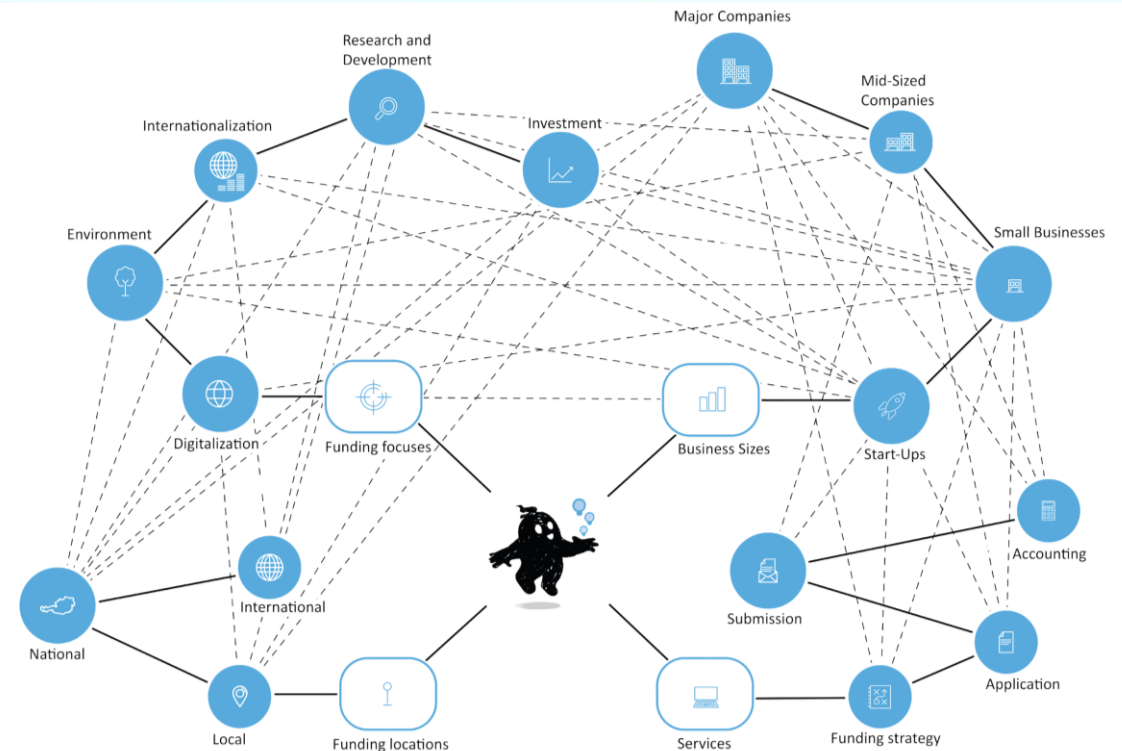 Major Companies
Research and
Development
Mid-Sized
Companies
Internationalization
Investment
Environment
Small Businesses
Digitalization
Funding focuses
Business Sizes
Start-Ups
Accounting
International
Submission
National
Application
Local
Funding locations
Services
Funding strategy